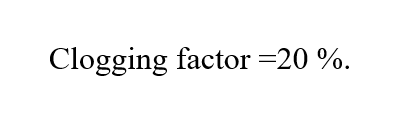 Clogging factor =20 %.